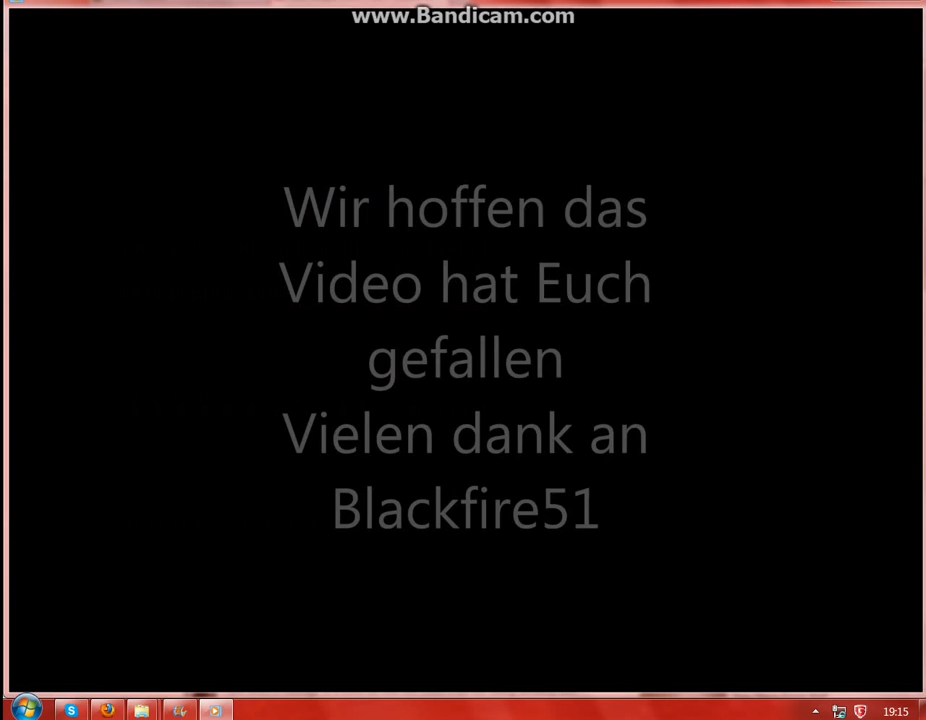 www.Bandicam.com
Wir hoffen das
Video hat Euch
gefallen
Vielen dank an
Blackfire51
19:15